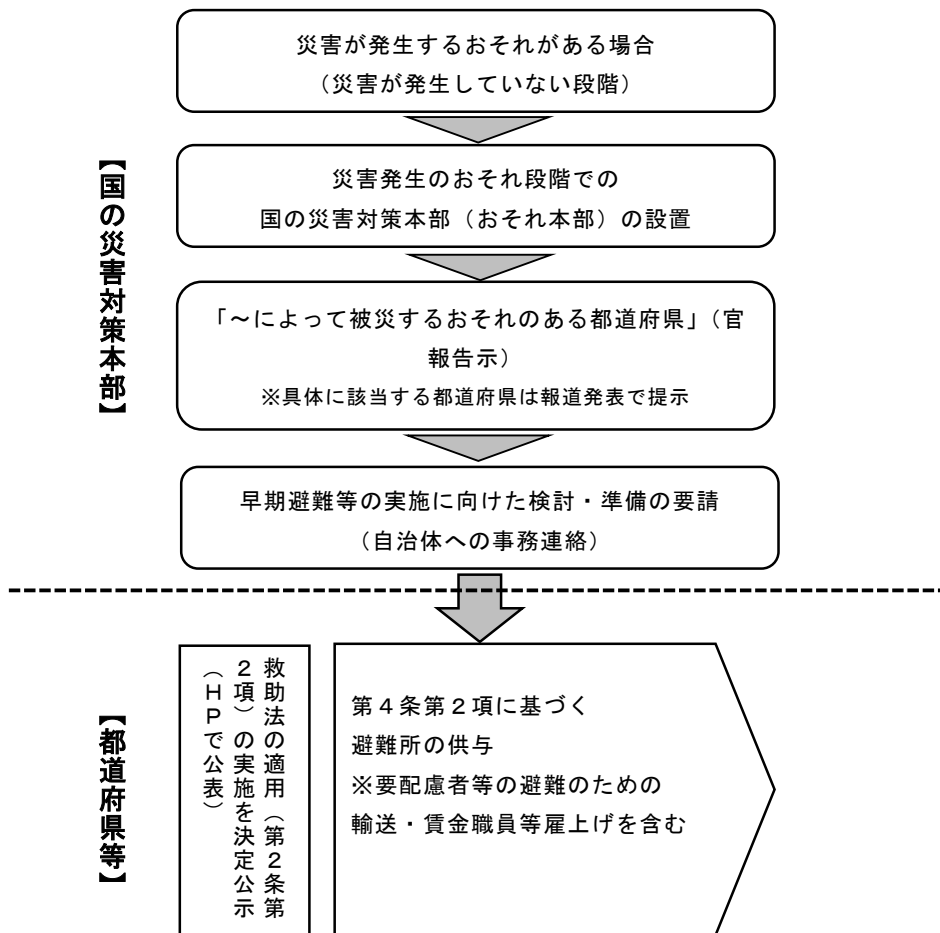 災害が発生するおそれがある場合
（災害が発生していない段階）
【国の災害対策本部】
災害発生のおそれ段階での
国の災害対策本部（おそれ本部）の設置
「～によって被災するおそれのある都道府県」（官
報告示）
※具体に該当する都道府県は報道発表で提示
早期避難等の実施に向けた検討・準備の要請
（自治体への事務連絡）
【都道府県等】
救助法の適用（第２条第
２項）の実施を決定公示
（ＨＰで公表）
第４条第２項に基づく
避難所の供与
※要配慮者等の避難のための
輸送・賃金職員等雇上げを含む